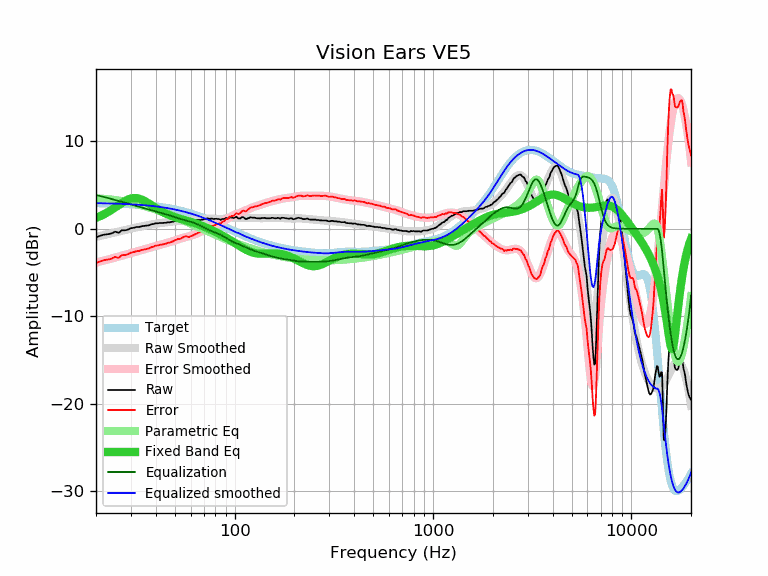 Vision Ears VE5
Amplitude (dBr)
10
0
−10
−20
−30
Target
Raw Smoothed
Error Smoothed
Raw
Error
Parametric Eq
Fixed Band Eq
Equalization
Equalized smoothed
100
1000
10000
Frequency (Hz)